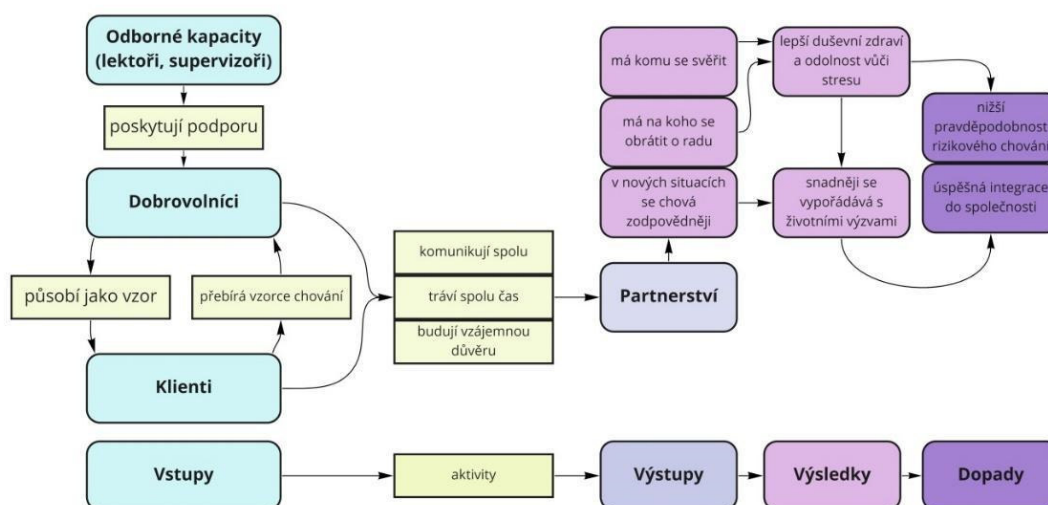 Odborné kapacity
(lektoři, supervizoři)
poskytují podporu
Dobrovolníci
působí jako vzor
přebírá vzorce chování
Klienti
komunikují spolu
tráví spolu čas
budují vzájemnou
důvěru
Partnerství
má komu se svěřit
má na koho se
obrátit o radu
v nových situacích
se chová
zodpovědněji
lepší duševní zdraví
a odolnost vůči
stresu
snadněji se
vypořádává s
životními výzvami
nižší
pravděpodobnost
rizikového chování
úspěšná integrace
do společnosti
Vstupy
aktivity
Výstupy
Výsledky
Dopady